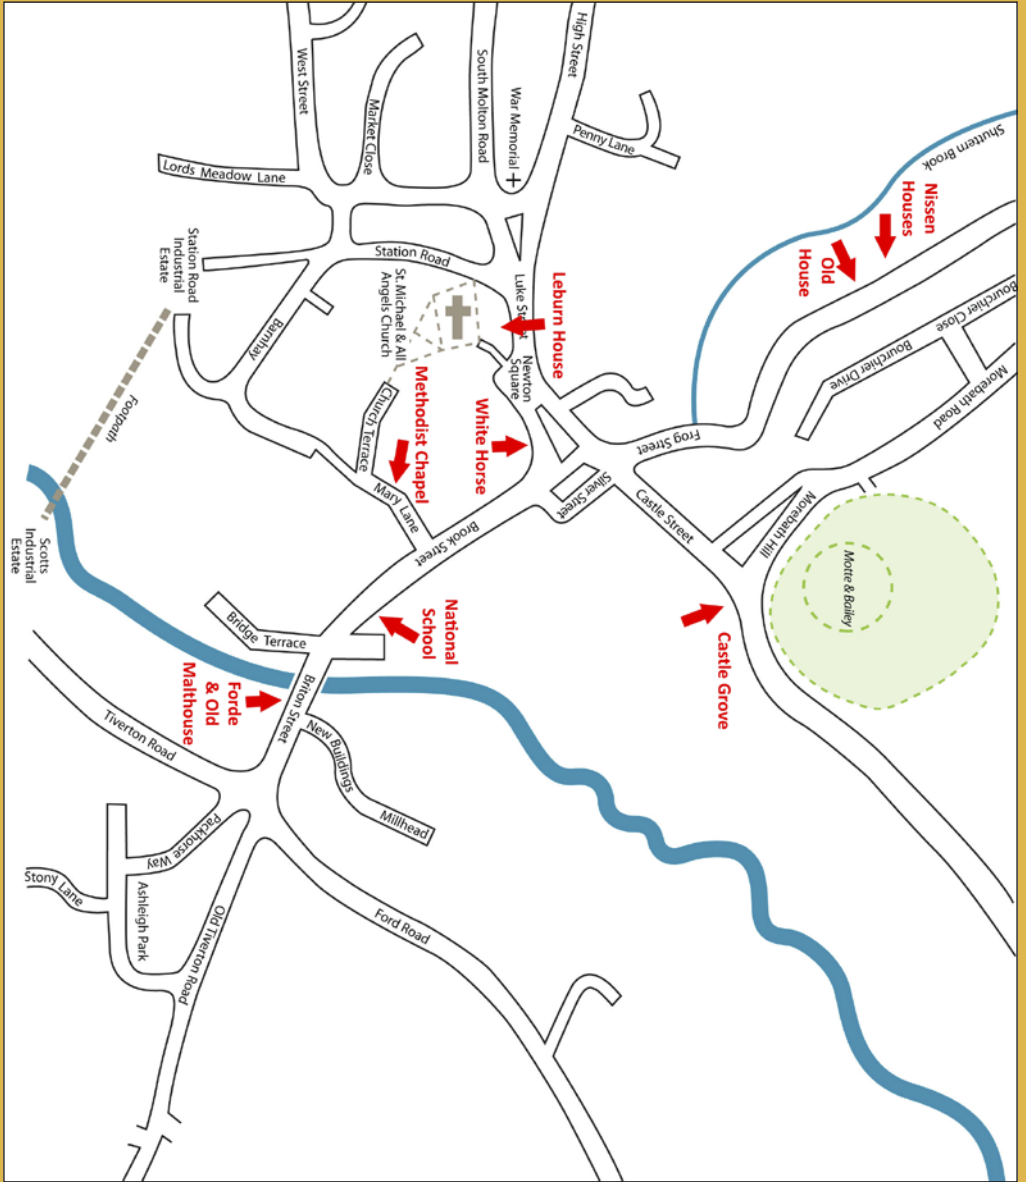 West Street
Market Close
South Molton Road
War Memorial
High Street
Penny Lane
Shuttern Brook
Nissen
Houses
Old
House
Lords Meadow Lane
Station Road
Station Road
Industrial
Estate
St. Michael & All
Angels Church
Luke Street
Leburn House
Newton
Square
Bourchier Close
Bourchier Drive
Morebath Road
Barnhay
Footpath
Church Terrace
Methodist Chapel
White Horse
Frog Street
Silver Street
Castle Street
Morebath Hill
Motte & Bailey
Mary Lane
Brook Street
Scotts
Industrial
Estate
Bridge Terrace
National
School
Castle Grove
Forde
& Old
Malthouse
Briton Street
New Buildings
Millhead
Tiverton Road
Packhorse Way
Stony Lane
Ashleigh Park
Old Tiverton Road
Ford Road